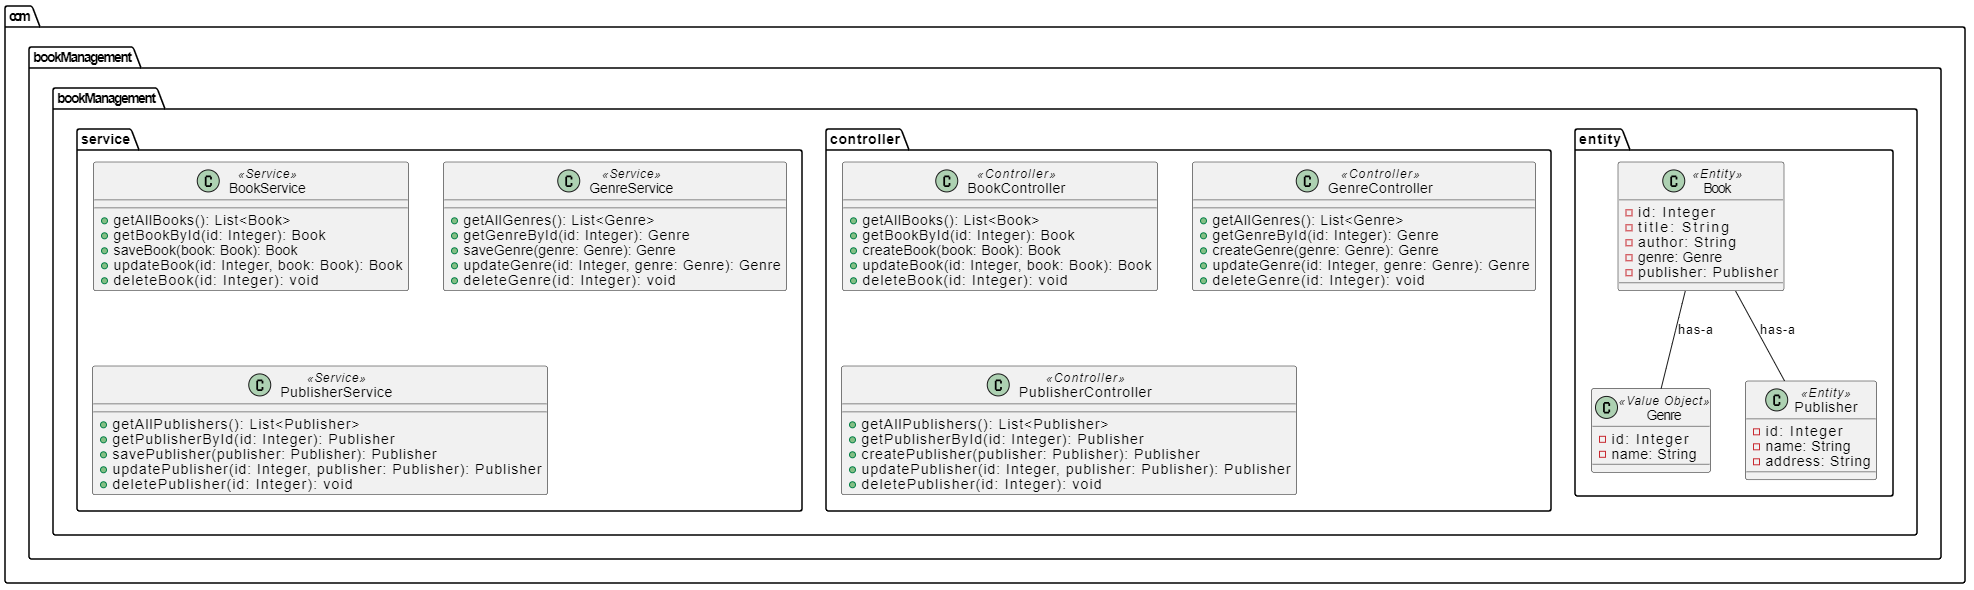 com
bookManagement
bookManagement
service
«Service»
BookService
getAllBooks(): List<Book>
getBookById(id: Integer): Book
saveBook(book: Book): Book
updateBook(id: Integer, book: Book): Book
deleteBook(id: Integer): void
«Service»
GenreService
getAllGenres(): List<Genre>
getGenreById(id: Integer): Genre
saveGenre(genre: Genre): Genre
updateGenre(id: Integer, genre: Genre): Genre
deleteGenre(id: Integer): void
«Service»
PublisherService
getAllPublishers(): List<Publisher>
getPublisherById(id: Integer): Publisher
savePublisher(publisher: Publisher): Publisher
updatePublisher(id: Integer, publisher: Publisher): Publisher
deletePublisher(id: Integer): void
controller
«Controller»
BookController
getAllBooks(): List<Book>
getBookById(id: Integer): Book
createBook(book: Book): Book
updateBook(id: Integer, book: Book): Book
deleteBook(id: Integer): void
«Controller»
GenreController
getAllGenres(): List<Genre>
getGenreById(id: Integer): Genre
createGenre(genre: Genre): Genre
updateGenre(id: Integer, genre: Genre): Genre
deleteGenre(id: Integer): void
«Controller»
PublisherController
getAllPublishers(): List<Publisher>
getPublisherById(id: Integer): Publisher
createPublisher(publisher: Publisher): Publisher
updatePublisher(id: Integer, publisher: Publisher): Publisher
deletePublisher(id: Integer): void
entity
«Entity»
Book
id: Integer
title: String
author: String
genre: Genre
publisher: Publisher
has-a
has-a
«Value Object»
Genre
id: Integer
name: String
«Entity»
Publisher
id: Integer
name: String
address: String